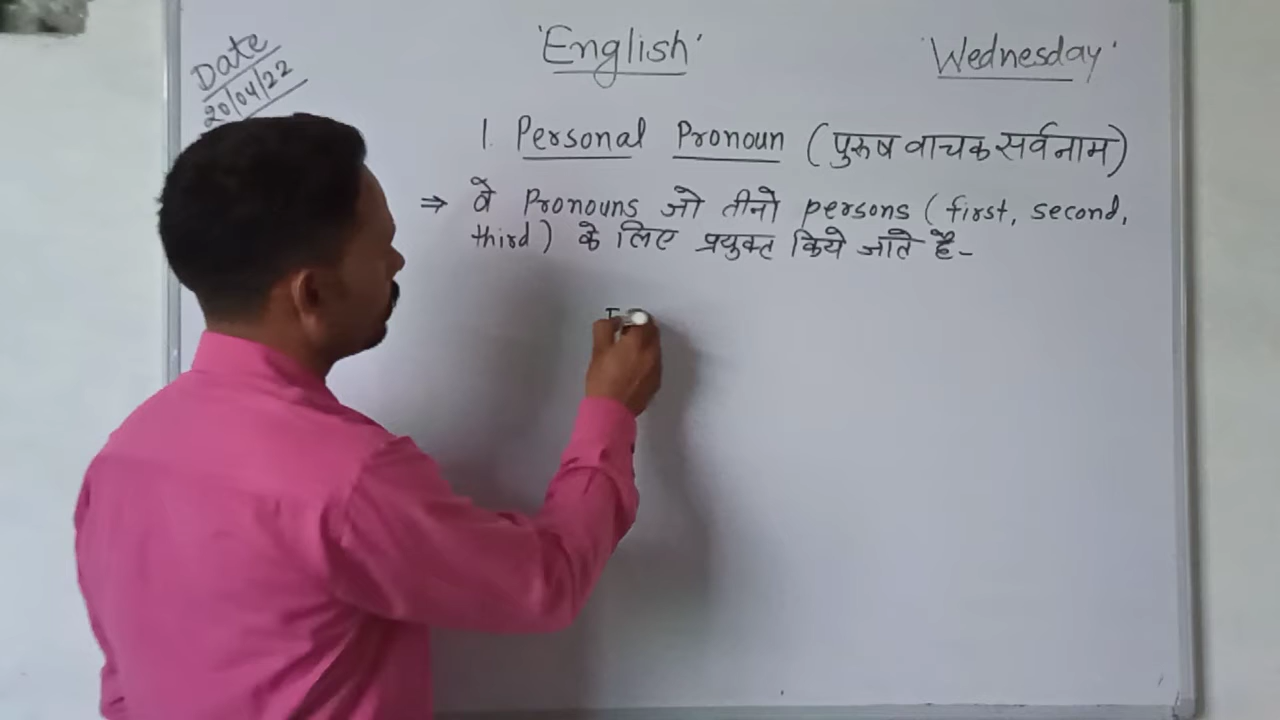 Date
20/04/22
'English'
'Wednesday'
1. Personal Pronoun (पुरूष वाचक सर्वनाम)
⇒ वे Pronouns जो तीनो persons (first, second,
third) के लिए प्रयुक्त किये जाते है-